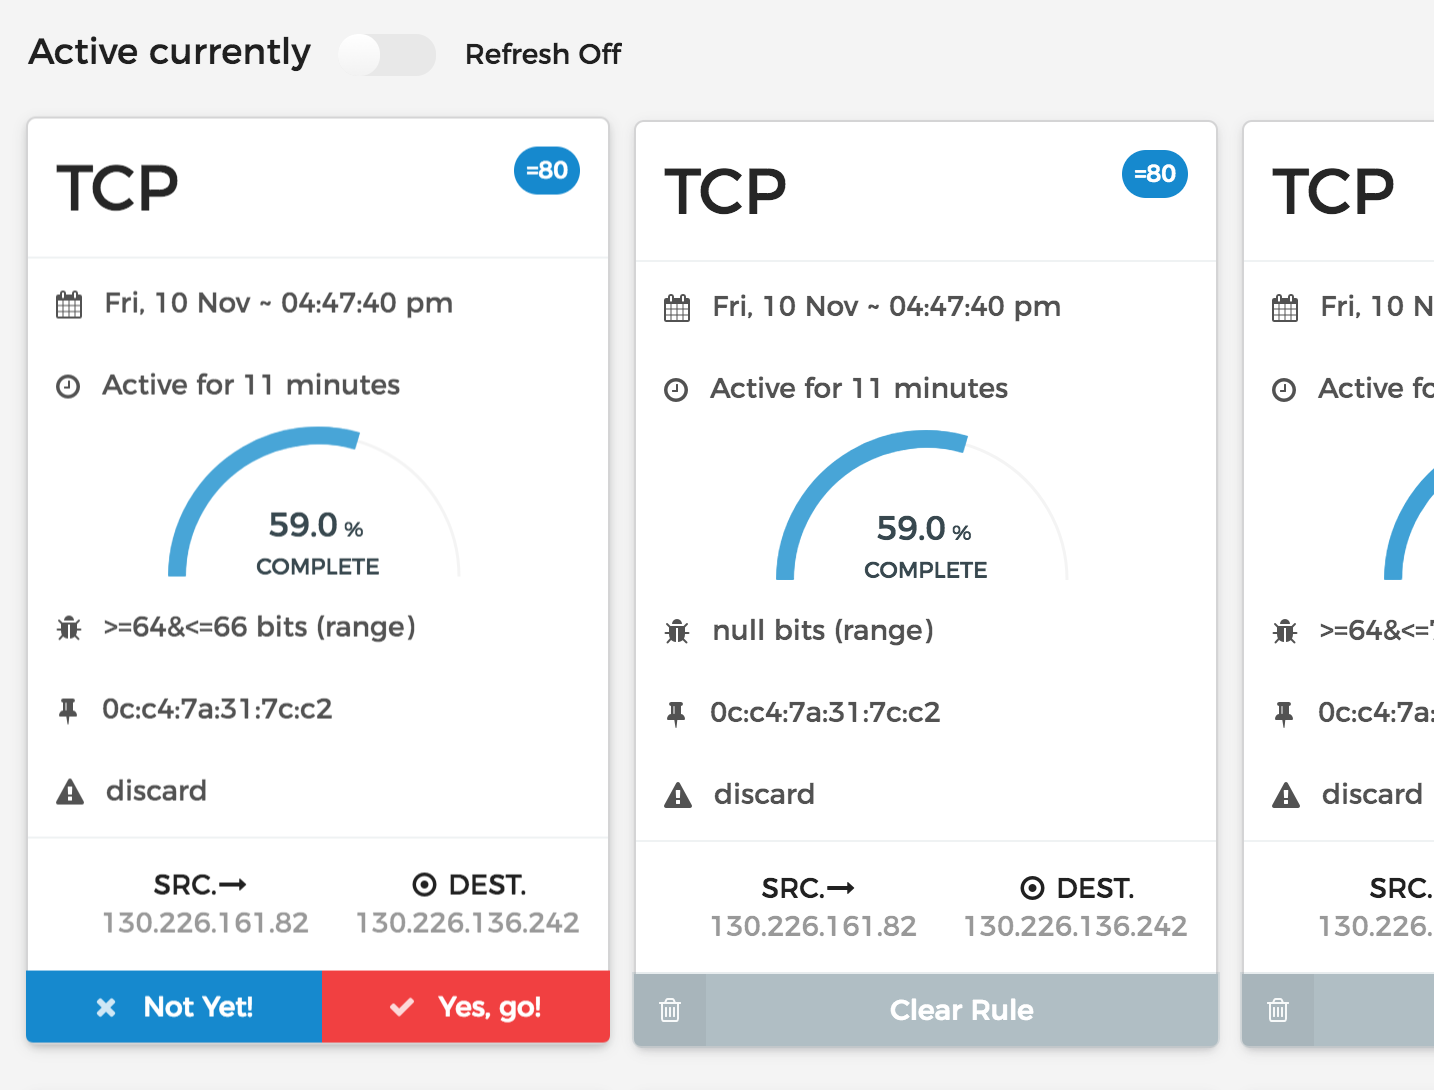 Active currently
Refresh Off
TCP
=80
Fri, 10 Nov ~ 04:47:40 pm
Active for 11 minutes
59.0 %
COMPLETE
>=64&<=66 bits (range)
0c:c4:7a:31:7c:c2
discard
SRC.
DEST.
130.226.161.82
130.226.136.242
Not Yet!
Yes, go!
TCP
=80
Fri, 10 Nov ~ 04:47:40 pm
Active for 11 minutes
59.0 %
COMPLETE
null bits (range)
0c:c4:7a:31:7c:c2
discard
SRC.
DEST.
130.226.161.82
130.226.136.242
Clear Rule
TCP
Fri, 10 N
Active fo
>=64&<=7
0c:c4:7a:
discard
SRC.
130.226.